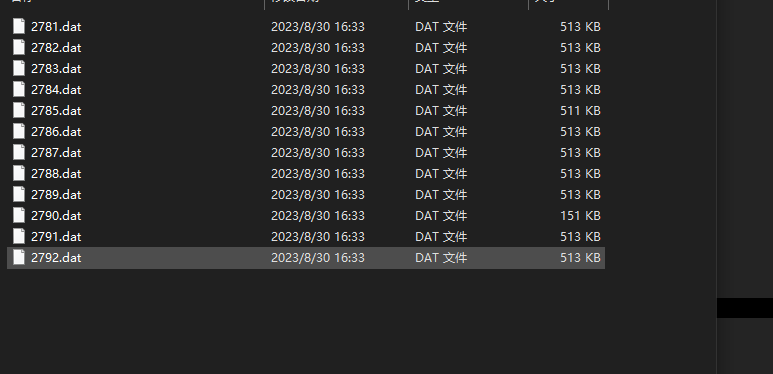 2781.dat 2023/8/30 16:33 DAT 文件 513 KB
2782.dat 2023/8/30 16:33 DAT 文件 513 KB
2783.dat 2023/8/30 16:33 DAT 文件 513 KB
2784.dat 2023/8/30 16:33 DAT 文件 513 KB
2785.dat 2023/8/30 16:33 DAT 文件 511 KB
2786.dat 2023/8/30 16:33 DAT 文件 513 KB
2787.dat 2023/8/30 16:33 DAT 文件 513 KB
2788.dat 2023/8/30 16:33 DAT 文件 513 KB
2789.dat 2023/8/30 16:33 DAT 文件 513 KB
2790.dat 2023/8/30 16:33 DAT 文件 151 KB
2791.dat 2023/8/30 16:33 DAT 文件 513 KB
2792.dat 2023/8/30 16:33 DAT 文件 513 KB